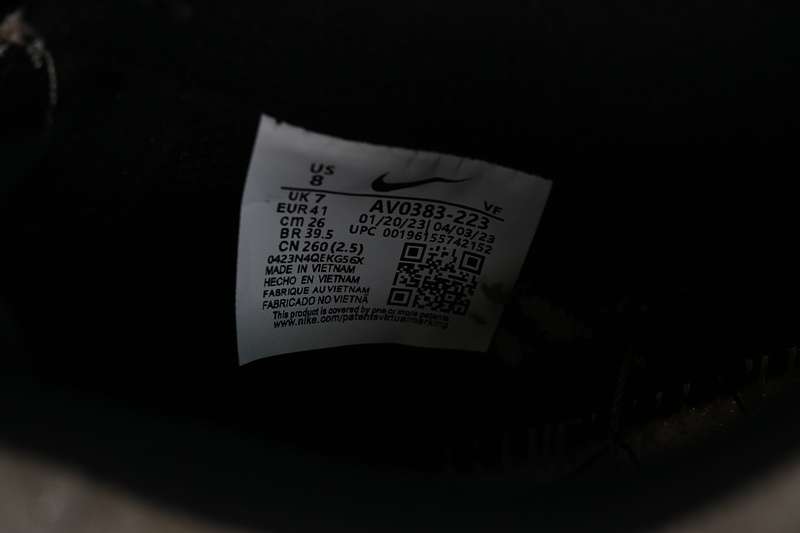 US
8
UK 7
EUR 41
cm 26
BR 39.5
CN 260 (2.5)
0423N4QEKG56X
MADE IN VIETNAM
HECHO EN VIETNAM
FABRIQUE AU VIETNAM
FABRICADO NO VIETNÃ
This product is covered by one or more patents
www.nike.com/patentsvirtualmarking
VF
AV0383-223
01/20/23 04/03/23
UPC 00196155742152